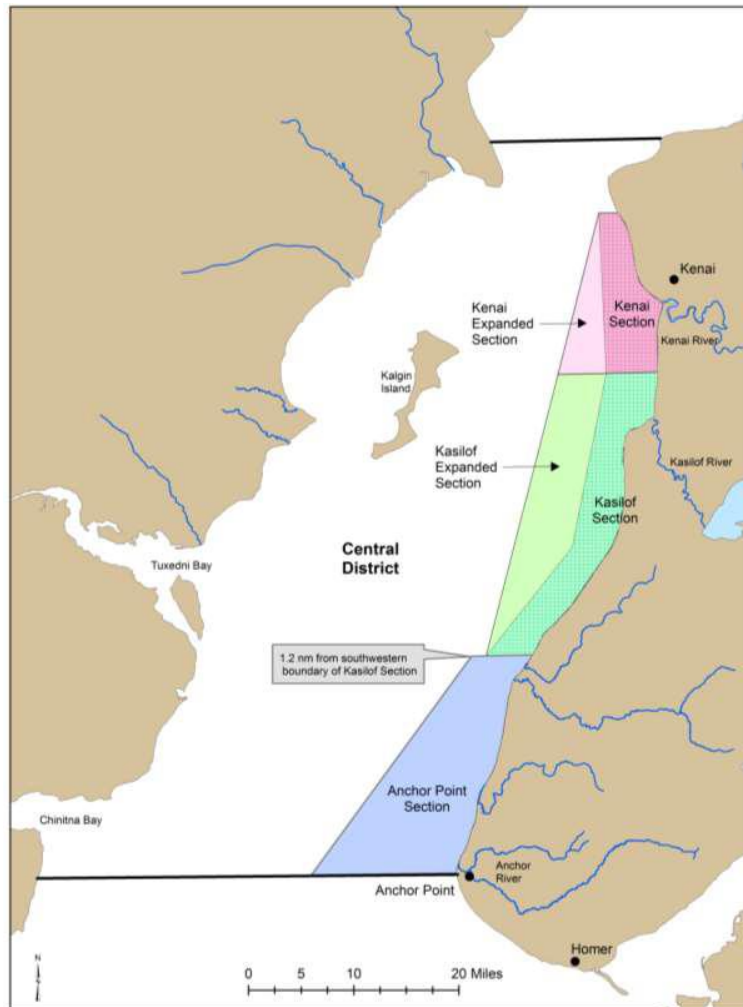 Kenai
Kenai
Expanded
Section
Kenai
Section
Kenai River
Kalgin
Island
Kasilof
Expanded
Section
Kasilof River
Kasilof
Section
Central
District
Tuxedni Bay
1.2 nm from southwestern
boundary of Kasilof Section
Anchor Point
Section
Chinitna Bay
Anchor
River
Anchor Point
Homer
N
0 5 10 20 Miles